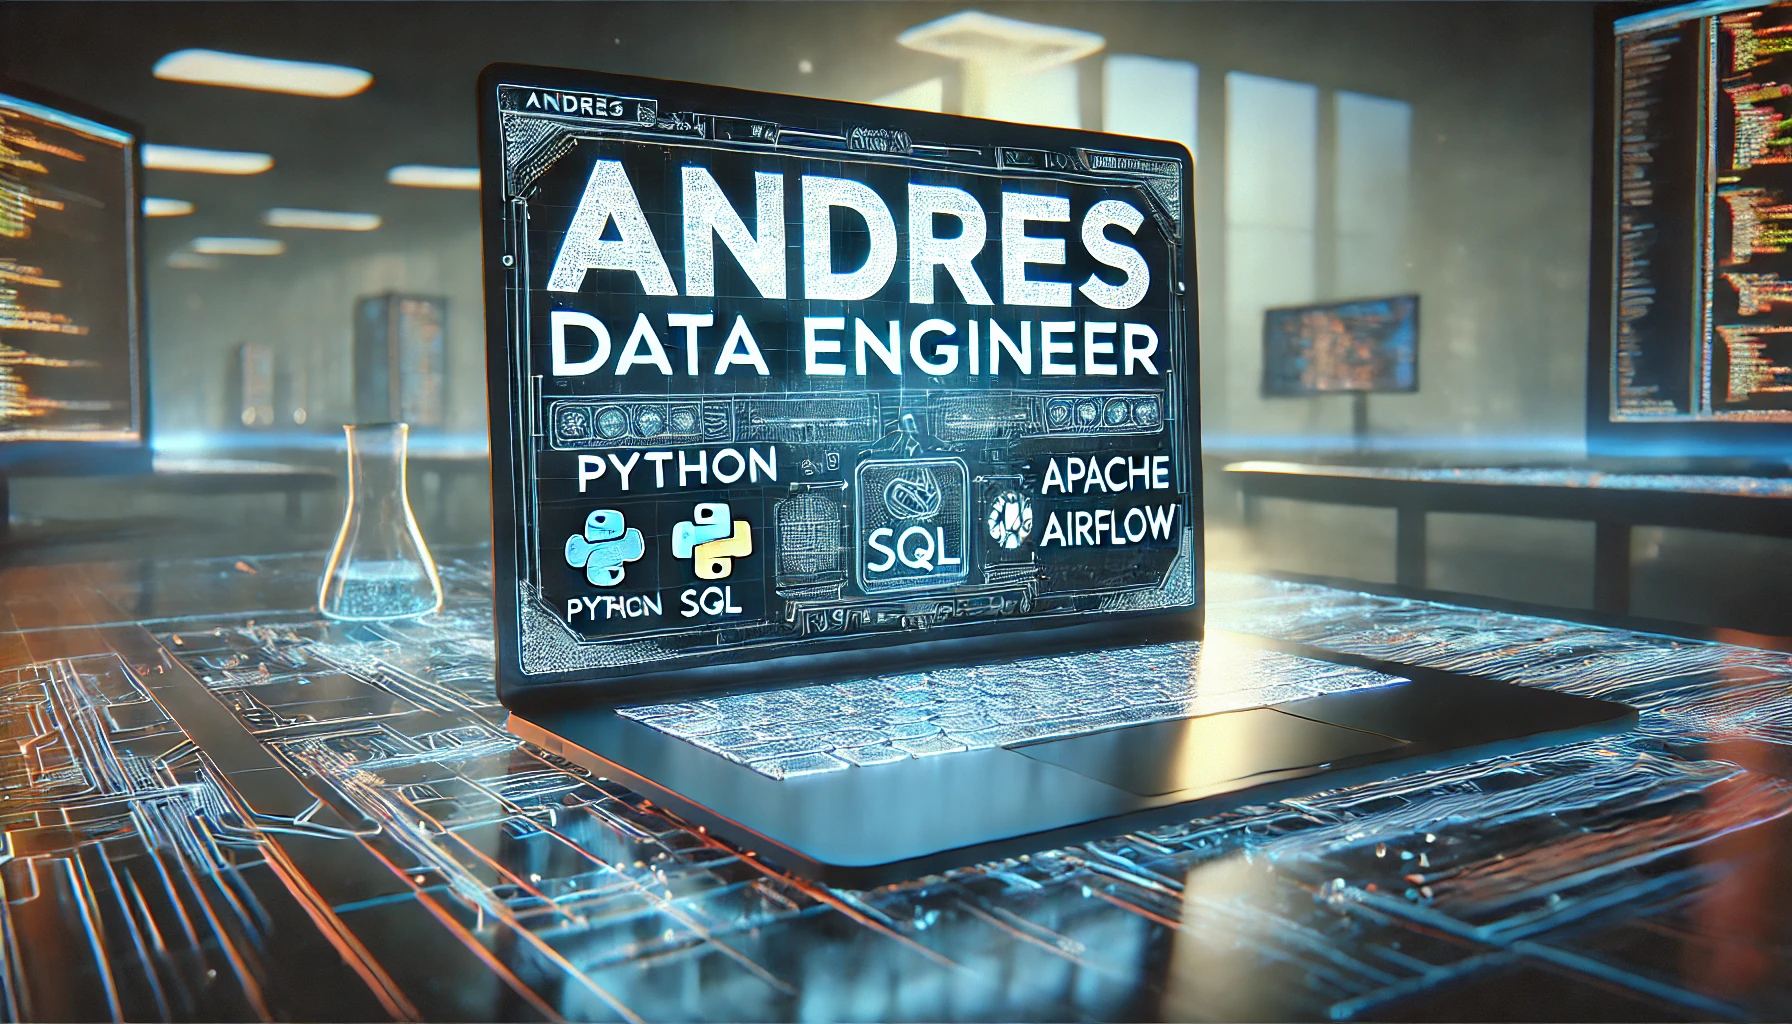 ANDRES
ANDRES
DATA ENGINEER
PYTHON
SQL
APACHE
AIRFLOW
PYTHON SQL